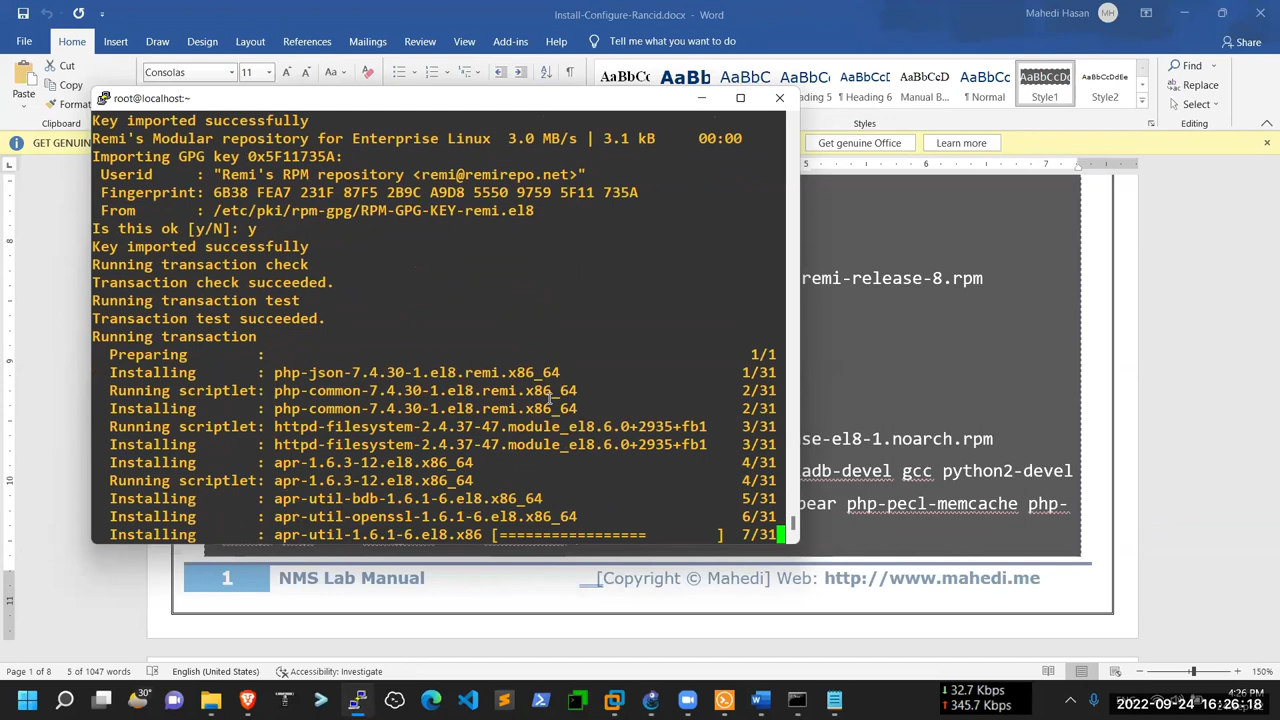 Install-Configure-Rancid.docx - Word
Mahedi Hasan
MH
File Home Insert Draw Design Layout References Mailings Review View Add-ins Help Tell me what you want to do
Share
Paste
Cut
Copy
Clipboard
Consolas 11
Aa
AaBbCc AaBb AaBbC AaBbCc AaBbCcD AaBbCc AaBbCcDc AaBbCcDdEe
ing 5 ¶ Heading 6 Manual B... ¶ Normal Style1 Style2
Styles
Find
Replace
Select
Editing
GET GENUIN
Get genuine Office
Learn more
root@localhost:~
Key imported successfully
Remi's Modular repository for Enterprise Linux 3.0 MB/s | 3.1 kB 00:00
Importing GPG key 0x5F11735A:
Userid : "Remi's RPM repository <remi@remirepo.net>"
Fingerprint: 6B38 FEA7 231F 87F5 2B9C A9D8 5550 9759 5F11 735A
From : /etc/pki/rpm-gpg/RPM-GPG-KEY-remi.el8
Is this ok [y/N]: y
Key imported successfully
Running transaction check
Transaction check succeeded.
Running transaction test
Transaction test succeeded.
Running transaction
Preparing : 1/1
Installing : php-json-7.4.30-1.el8.remi.x86_64 1/31
Running scriptlet: php-common-7.4.30-1.el8.remi.x86_64 2/31
Installing : php-common-7.4.30-1.el8.remi.x86_64 2/31
Running scriptlet: httpd-filesystem-2.4.37-47.module_el8.6.0+2935+fb1 3/31
Installing : httpd-filesystem-2.4.37-47.module_el8.6.0+2935+fb1 3/31
Installing : apr-1.6.3-12.el8.x86_64 4/31
Running scriptlet: apr-1.6.3-12.el8.x86_64 4/31
Installing : apr-util-bdb-1.6.1-6.el8.x86_64 5/31
Installing : apr-util-openssl-1.6.1-6.el8.x86_64 6/31
Installing : apr-util-1.6.1-6.el8.x86 [================= ] 7/31
remi-release-8.rpm
se-el8-1.noarch.rpm
adb-devel gcc python2-devel
pear php-pecl-memcache php-
1 NMS Lab Manual [Copyright © Mahedi] Web: http://www.mahedi.me
Page 1 of 8 5 of 1047 words English (United States) Accessibility: Investigate 150%
30°
32.7 Kbps
345.7 Kbps
4:26 PM
2022-09-24 16:26:18